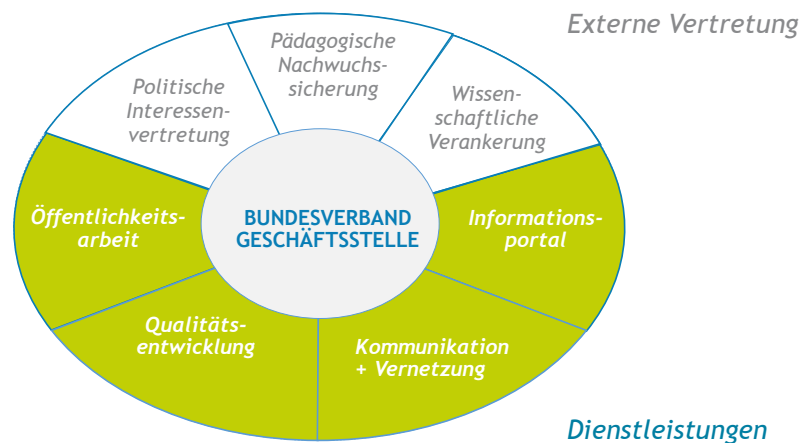 Externe Vertretung
Pädagogische
Nachwuchs-
sicherung
Politische
Interessen-
vertretung
Wissen-
schaftliche
Verankerung
Öffentlichkeits-
arbeit
BUNDESVERBAND
GESCHÄFTSSTELLE
Informations-
portal
Qualitäts-
entwicklung
Kommunikation
+ Vernetzung
Dienstleistungen